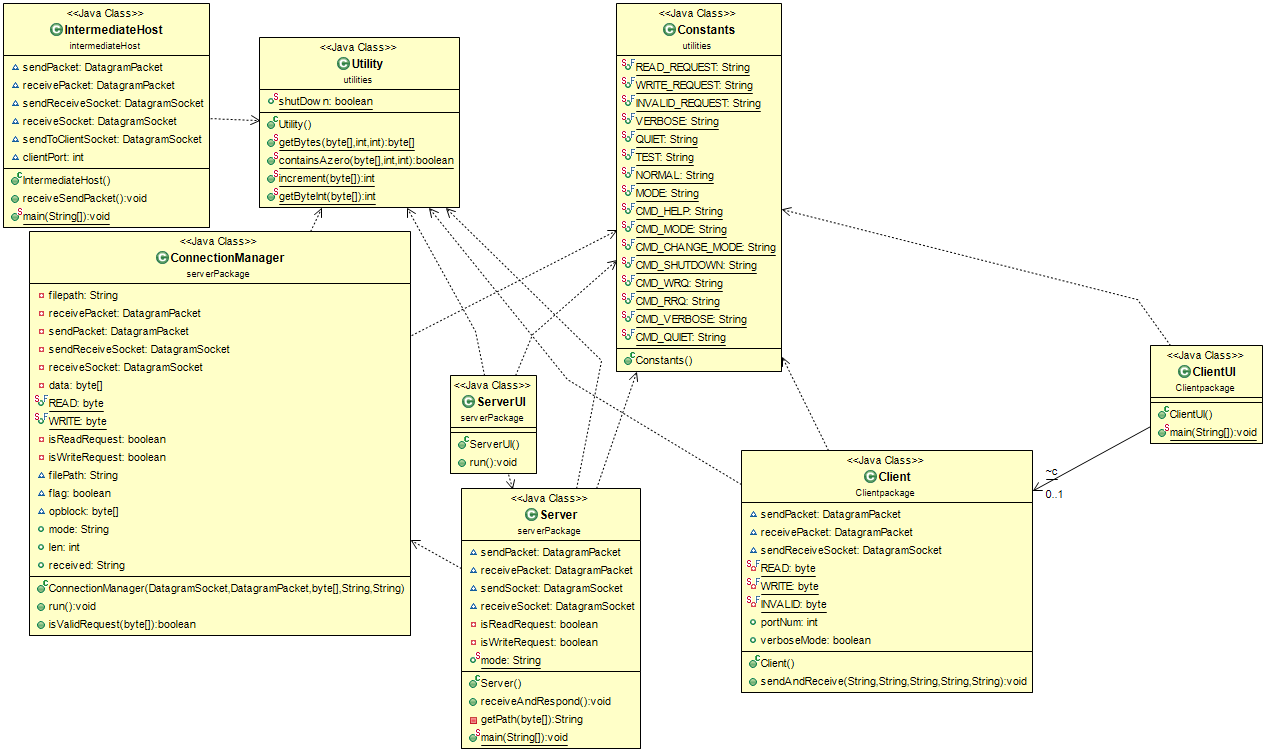 <<Java Class>>
IntermediateHost
intermediateHost
sendPacket: DatagramPacket
receivePacket: DatagramPacket
sendReceiveSocket: DatagramSocket
receiveSocket: DatagramSocket
sendToClientSocket: DatagramSocket
clientPort: int
IntermediateHost()
receiveSendPacket():void
main(String[]):void
<<Java Class>>
Utility
utilities
shutDown: boolean
Utility()
getBytes(byte[],int,int):byte[]
containsAzero(byte[],int,int):boolean
increment(byte[]):int
getByteInt(byte[]):int
<<Java Class>>
Constants
utilities
READ_REQUEST: String
WRITE_REQUEST: String
INVALID_REQUEST: String
VERBOSE: String
QUIET: String
TEST: String
NORMAL: String
MODE: String
CMD_HELP: String
CMD_MODE: String
CMD_CHANGE_MODE: String
CMD_SHUTDOWN: String
CMD_WRQ: String
CMD_RRQ: String
CMD_VERBOSE: String
CMD_QUIET: String
Constants()
<<Java Class>>
ConnectionManager
serverPackage
filepath: String
receivePacket: DatagramPacket
sendPacket: DatagramPacket
sendReceiveSocket: DatagramSocket
receiveSocket: DatagramSocket
data: byte[]
READ: byte
WRITE: byte
isReadRequest: boolean
isWriteRequest: boolean
filePath: String
flag: boolean
opblock: byte[]
mode: String
len: int
received: String
ConnectionManager(DatagramSocket,DatagramPacket,byte[],String,String)
run():void
isValidRequest(byte[]):boolean
<<Java Class>>
ServerUI
serverPackage
ServerUI()
run():void
<<Java Class>>
ClientUI
Clientpackage
ClientUI()
main(String[]):void
~c
0..1
<<Java Class>>
Server
serverPackage
sendPacket: DatagramPacket
receivePacket: DatagramPacket
sendSocket: DatagramSocket
receiveSocket: DatagramSocket
isReadRequest: boolean
isWriteRequest: boolean
mode: String
Server()
receiveAndRespond():void
getPath(byte[]):String
main(String[]):void
<<Java Class>>
Client
Clientpackage
sendPacket: DatagramPacket
receivePacket: DatagramPacket
sendReceiveSocket: DatagramSocket
READ: byte
WRITE: byte
INVALID: byte
portNum: int
verboseMode: boolean
Client()
sendAndReceive(String,String,String,String,String):void